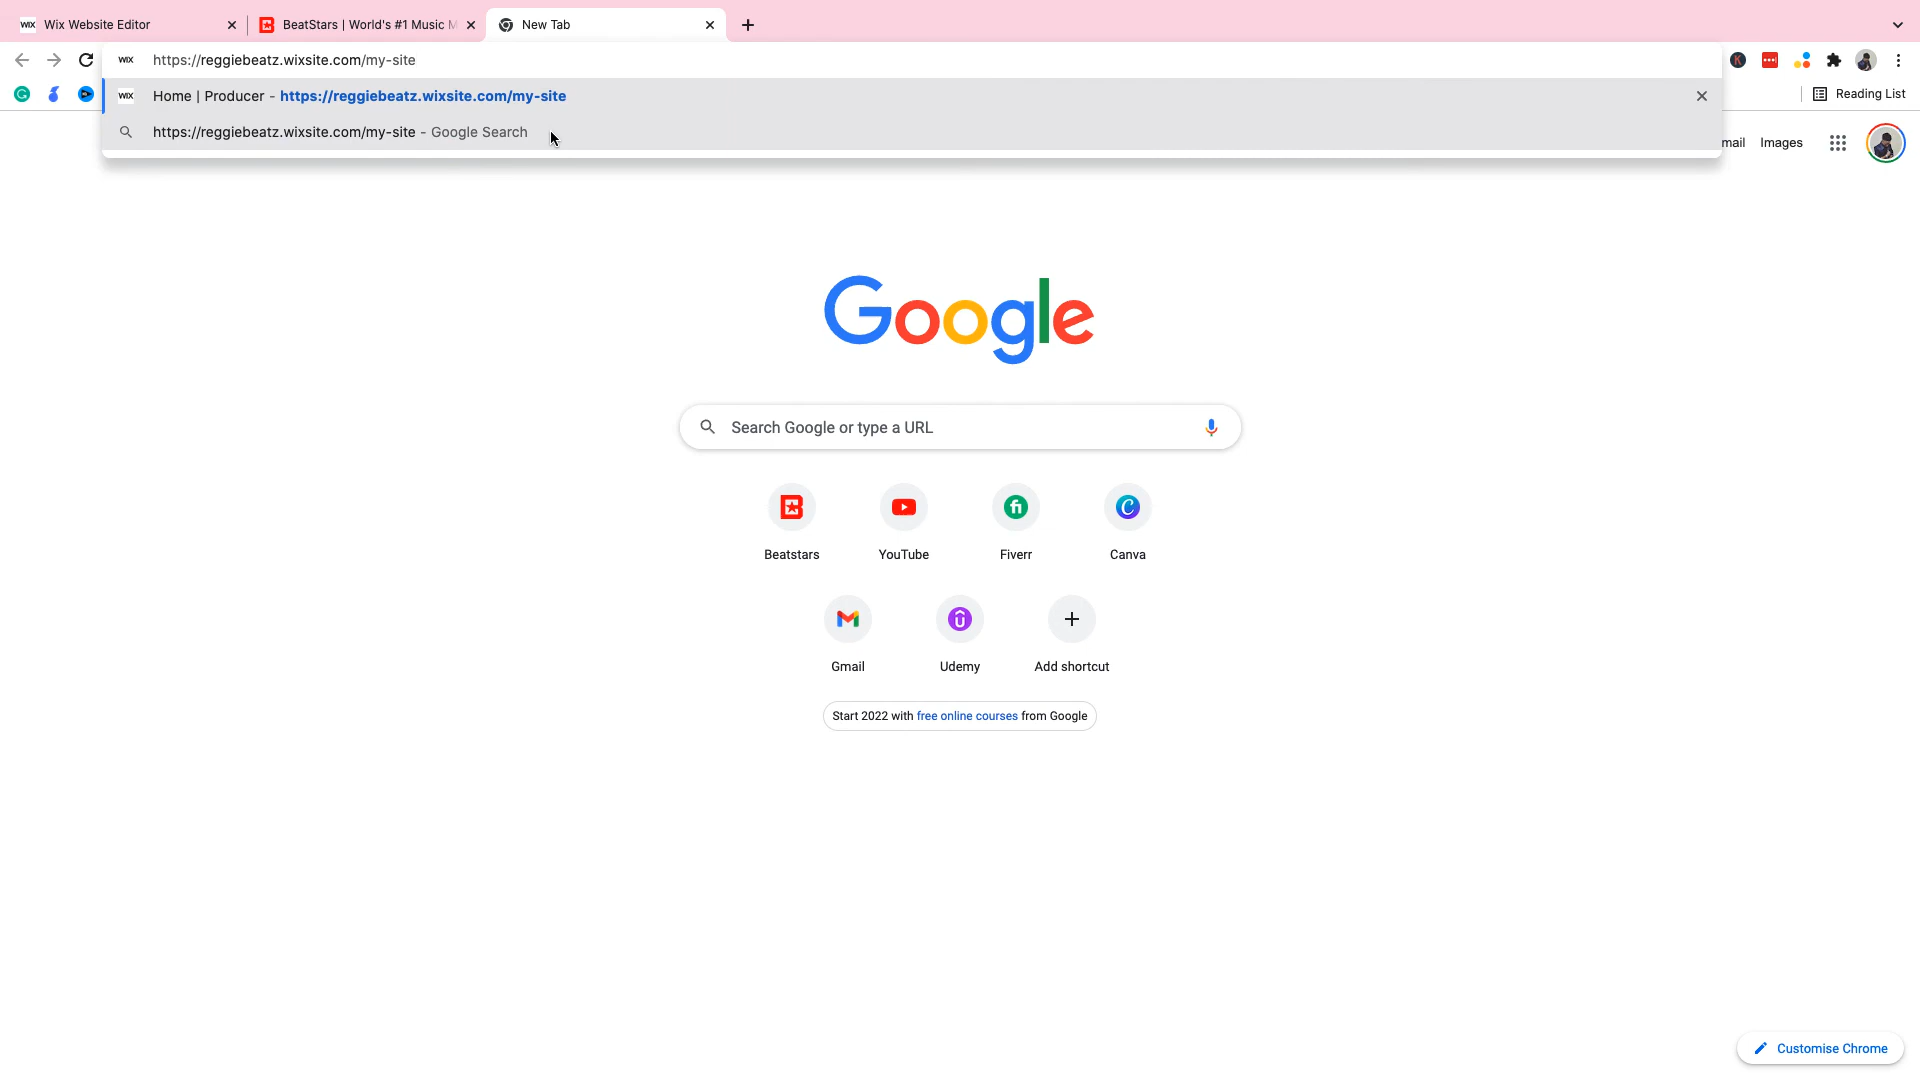 WIX Wix Website Editor
BeatStars | World's #1 Music M
New Tab
WIX https://reggiebeatz.wixsite.com/my-site
WIX Home | Producer - https://reggiebeatz.wixsite.com/my-site
Reading List
https://reggiebeatz.wixsite.com/my-site - Google Search
mail Images
Google
Search Google or type a URL
Beatstars YouTube Fiverr Canva
Gmail Udemy Add shortcut
Start 2022 with free online courses from Google
Customise Chrome